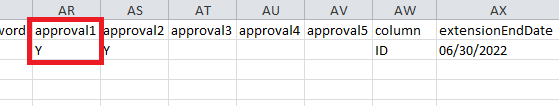 AR AS AT AU AV AW AX
word approval1 approval2 approval3 approval4 approval5 column extensionEndDate
Y Y ID 06/30/2022